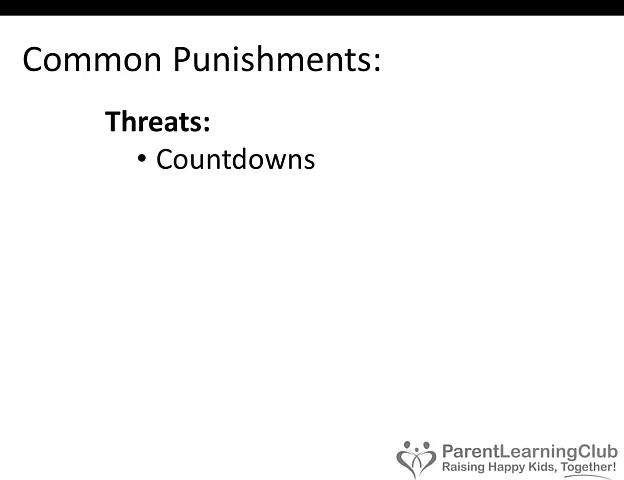 Common Punishments:
Threats:
• Countdowns
ParentLearningClub
Raising Happy Kids, Together!